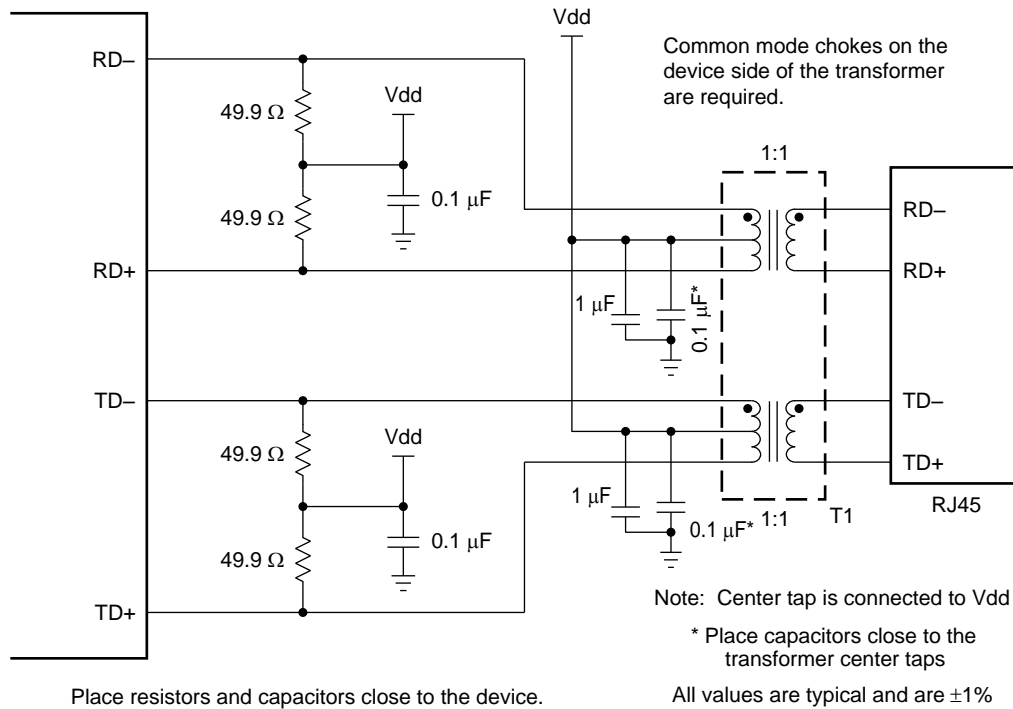 Vdd
Common mode chokes on the
device side of the transformer
are required.
RD–
49.9 Ω
Vdd
0.1 μF
49.9 Ω
RD+
1:1
RD–
RD+
1 μF
0.1 μF*
TD–
49.9 Ω
Vdd
0.1 μF
49.9 Ω
TD+
1 μF
0.1 μF*
1:1
T1
TD–
TD+
RJ45
Note: Center tap is connected to Vdd
* Place capacitors close to the
transformer center taps
Place resistors and capacitors close to the device.
All values are typical and are ±1%